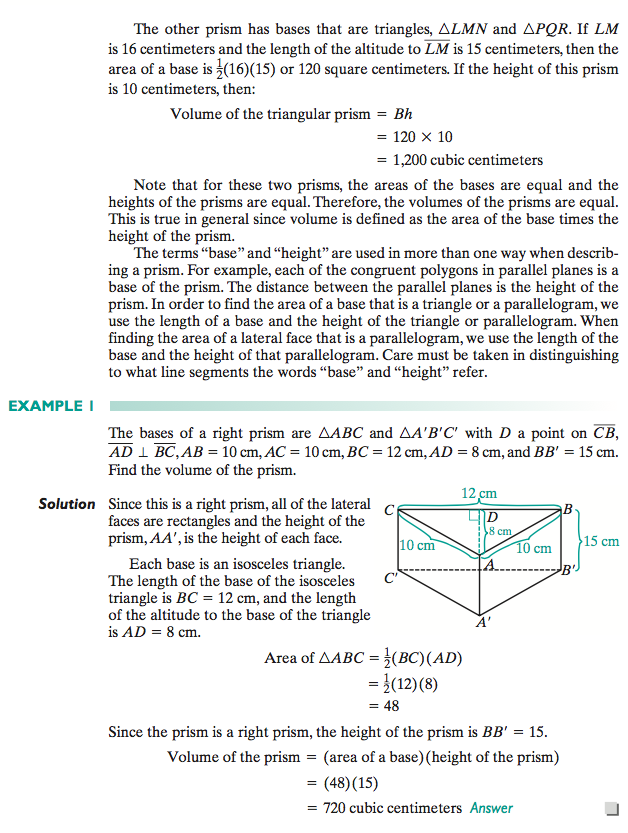 The other prism has bases that are triangles, △LMN and △PQR. If LM
is 16 centimeters and the length of the altitude to L̅M̅ is 15 centimeters, then the
area of a base is ½(16)(15) or 120 square centimeters. If the height of this prism
is 10 centimeters, then:
Volume of the triangular prism = Bh
= 120 × 10
= 1,200 cubic centimeters
Note that for these two prisms, the areas of the bases are equal and the
heights of the prisms are equal. Therefore, the volumes of the prisms are equal.
This is true in general since volume is defined as the area of the base times the
height of the prism.
The terms “base” and “height” are used in more than one way when describ-
ing a prism. For example, each of the congruent polygons in parallel planes is a
base of the prism. The distance between the parallel planes is the height of the
prism. In order to find the area of a base that is a triangle or a parallelogram, we
use the length of a base and the height of the triangle or parallelogram. When
finding the area of a lateral face that is a parallelogram, we use the length of the
base and the height of that parallelogram. Care must be taken in distinguishing
to what line segments the words “base” and “height” refer.
EXAMPLE 1
The bases of a right prism are △ABC and △A′B′C′ with D a point on C̅B̅,
A̅D̅ ⊥ B̅C̅, AB = 10 cm, AC = 10 cm, BC = 12 cm, AD = 8 cm, and BB′ = 15 cm.
Find the volume of the prism.
Solution Since this is a right prism, all of the lateral
faces are rectangles and the height of the
prism, AA′, is the height of each face.
Each base is an isosceles triangle.
The length of the base of the isosceles
triangle is BC = 12 cm, and the length
of the altitude to the base of the triangle
is AD = 8 cm.
12 cm
C
D
B
8 cm
10 cm
10 cm
15 cm
A
C′
B′
A′
Area of △ABC = ½(BC)(AD)
= ½(12)(8)
= 48
Since the prism is a right prism, the height of the prism is BB′ = 15.
Volume of the prism = (area of a base)(height of the prism)
= (48)(15)
= 720 cubic centimeters Answer